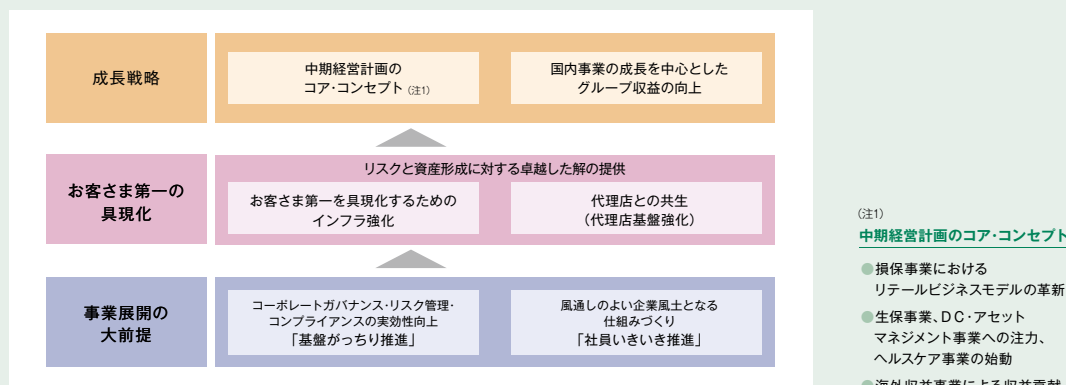 成長戦略
中期経営計画の
コア・コンセプト(注1)
国内事業の成長を中心とした
グループ収益の向上
お客さま第一の
具現化
リスクと資産形成に対する卓越した解の提供
お客さま第一を具現化するための
インフラ強化
代理店との共生
(代理店基盤強化)
事業展開の
大前提
コーポレートガバナンス・リスク管理・
コンプライアンスの実効性向上
「基盤がっちり推進」
風通しのよい企業風土となる
仕組みづくり
「社員いきいき推進」
(注1)
中期経営計画のコア・コンセプト
●損保事業における
リテールビジネスモデルの革新
●生保事業、DC・アセット
マネジメント事業への注力、
ヘルスケア事業の始動
●海外収益事業による収益貢献